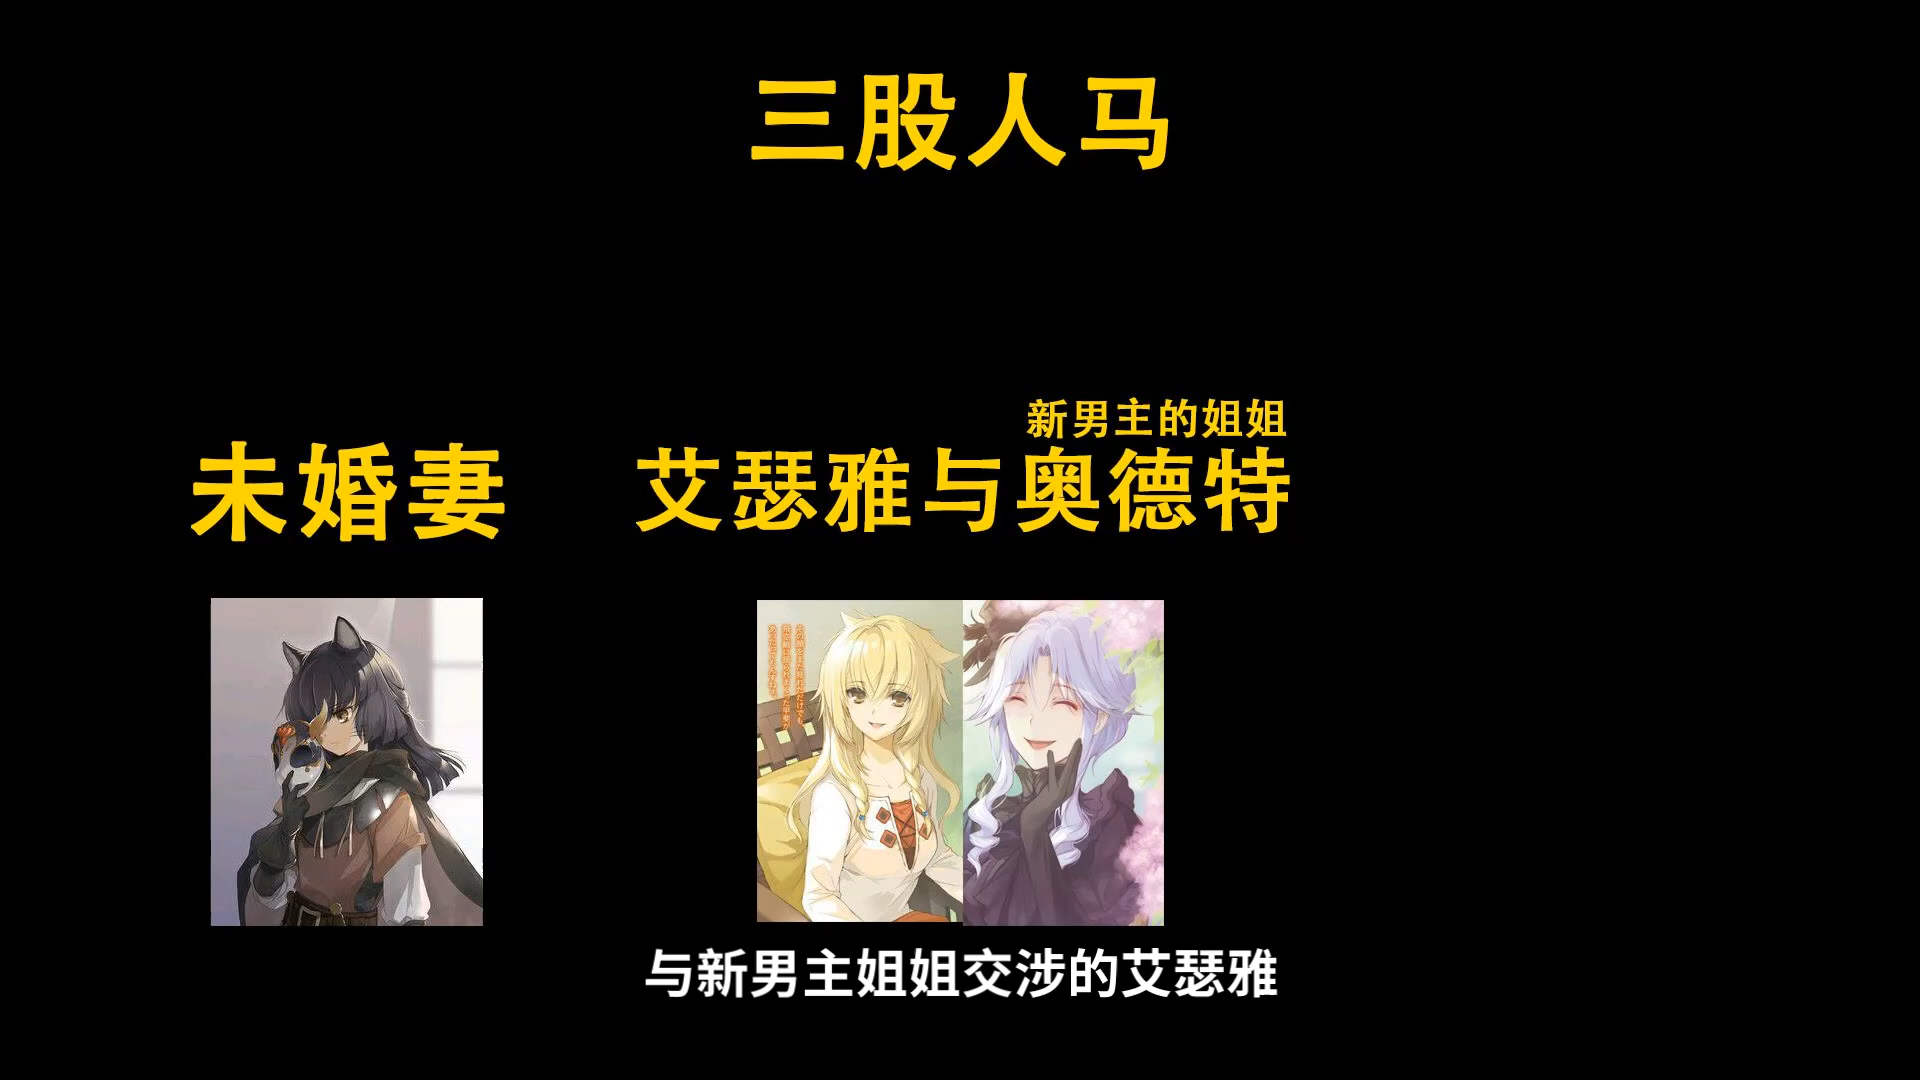 三股人马
新男主的姐姐
未婚妻
艾瑟雅与奥德特
与新男主姐姐交涉的艾瑟雅